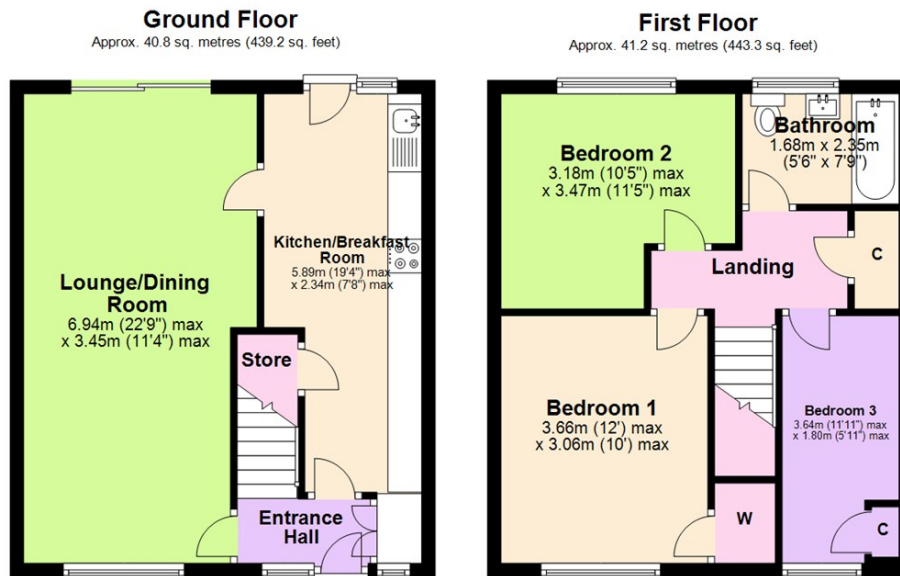 Ground Floor
Approx. 40.8 sq. metres (439.2 sq. feet)
Lounge/Dining
Room
6.94m (22'9") max
x 3.45m (11'4") max
Kitchen/Breakfast
Room
5.89m (19'4") max
x 2.34m (7'8") max
Store
Entrance
Hall
First Floor
Approx. 41.2 sq. metres (443.3 sq. feet)
Bedroom 2
3.18m (10'5") max
x 3.47m (11'5") max
Bathroom
1.68m x 2.35m
(5'6" x 7'9")
Landing
C
Bedroom 1
3.66m (12') max
x 3.06m (10') max
Bedroom 3
3.64m (11'11") max
x 1.80m (5'11") max
W
C